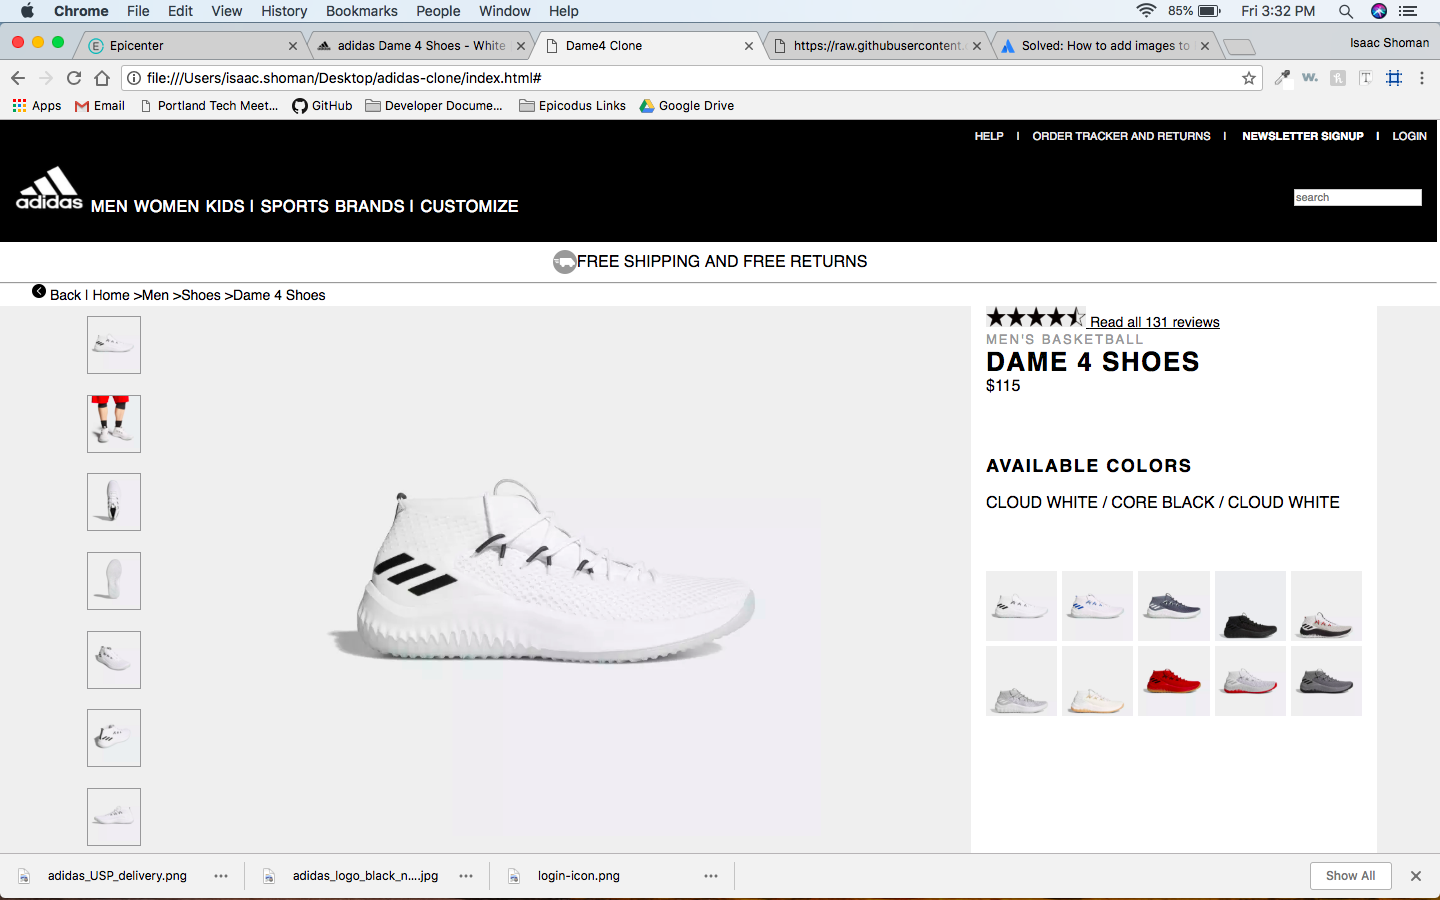 Chrome File Edit View History Bookmarks People Window Help 85% Fri 3:32 PM
Epicenter adidas Dame 4 Shoes - White Dame4 Clone https://raw.githubusercontent. Solved: How to add images to Isaac Shoman
file:///Users/isaac.shoman/Desktop/adidas-clone/index.html#
Apps Email Portland Tech Meet... GitHub Developer Docume... Epicodus Links Google Drive
HELP | ORDER TRACKER AND RETURNS | NEWSLETTER SIGNUP | LOGIN
adidas MEN WOMEN KIDS | SPORTS BRANDS | CUSTOMIZE search
FREE SHIPPING AND FREE RETURNS
Back | Home >Men >Shoes >Dame 4 Shoes
Read all 131 reviews
MEN'S BASKETBALL
DAME 4 SHOES
$115
AVAILABLE COLORS
CLOUD WHITE / CORE BLACK / CLOUD WHITE
adidas_USP_delivery.png adidas_logo_black_n....jpg login-icon.png Show All